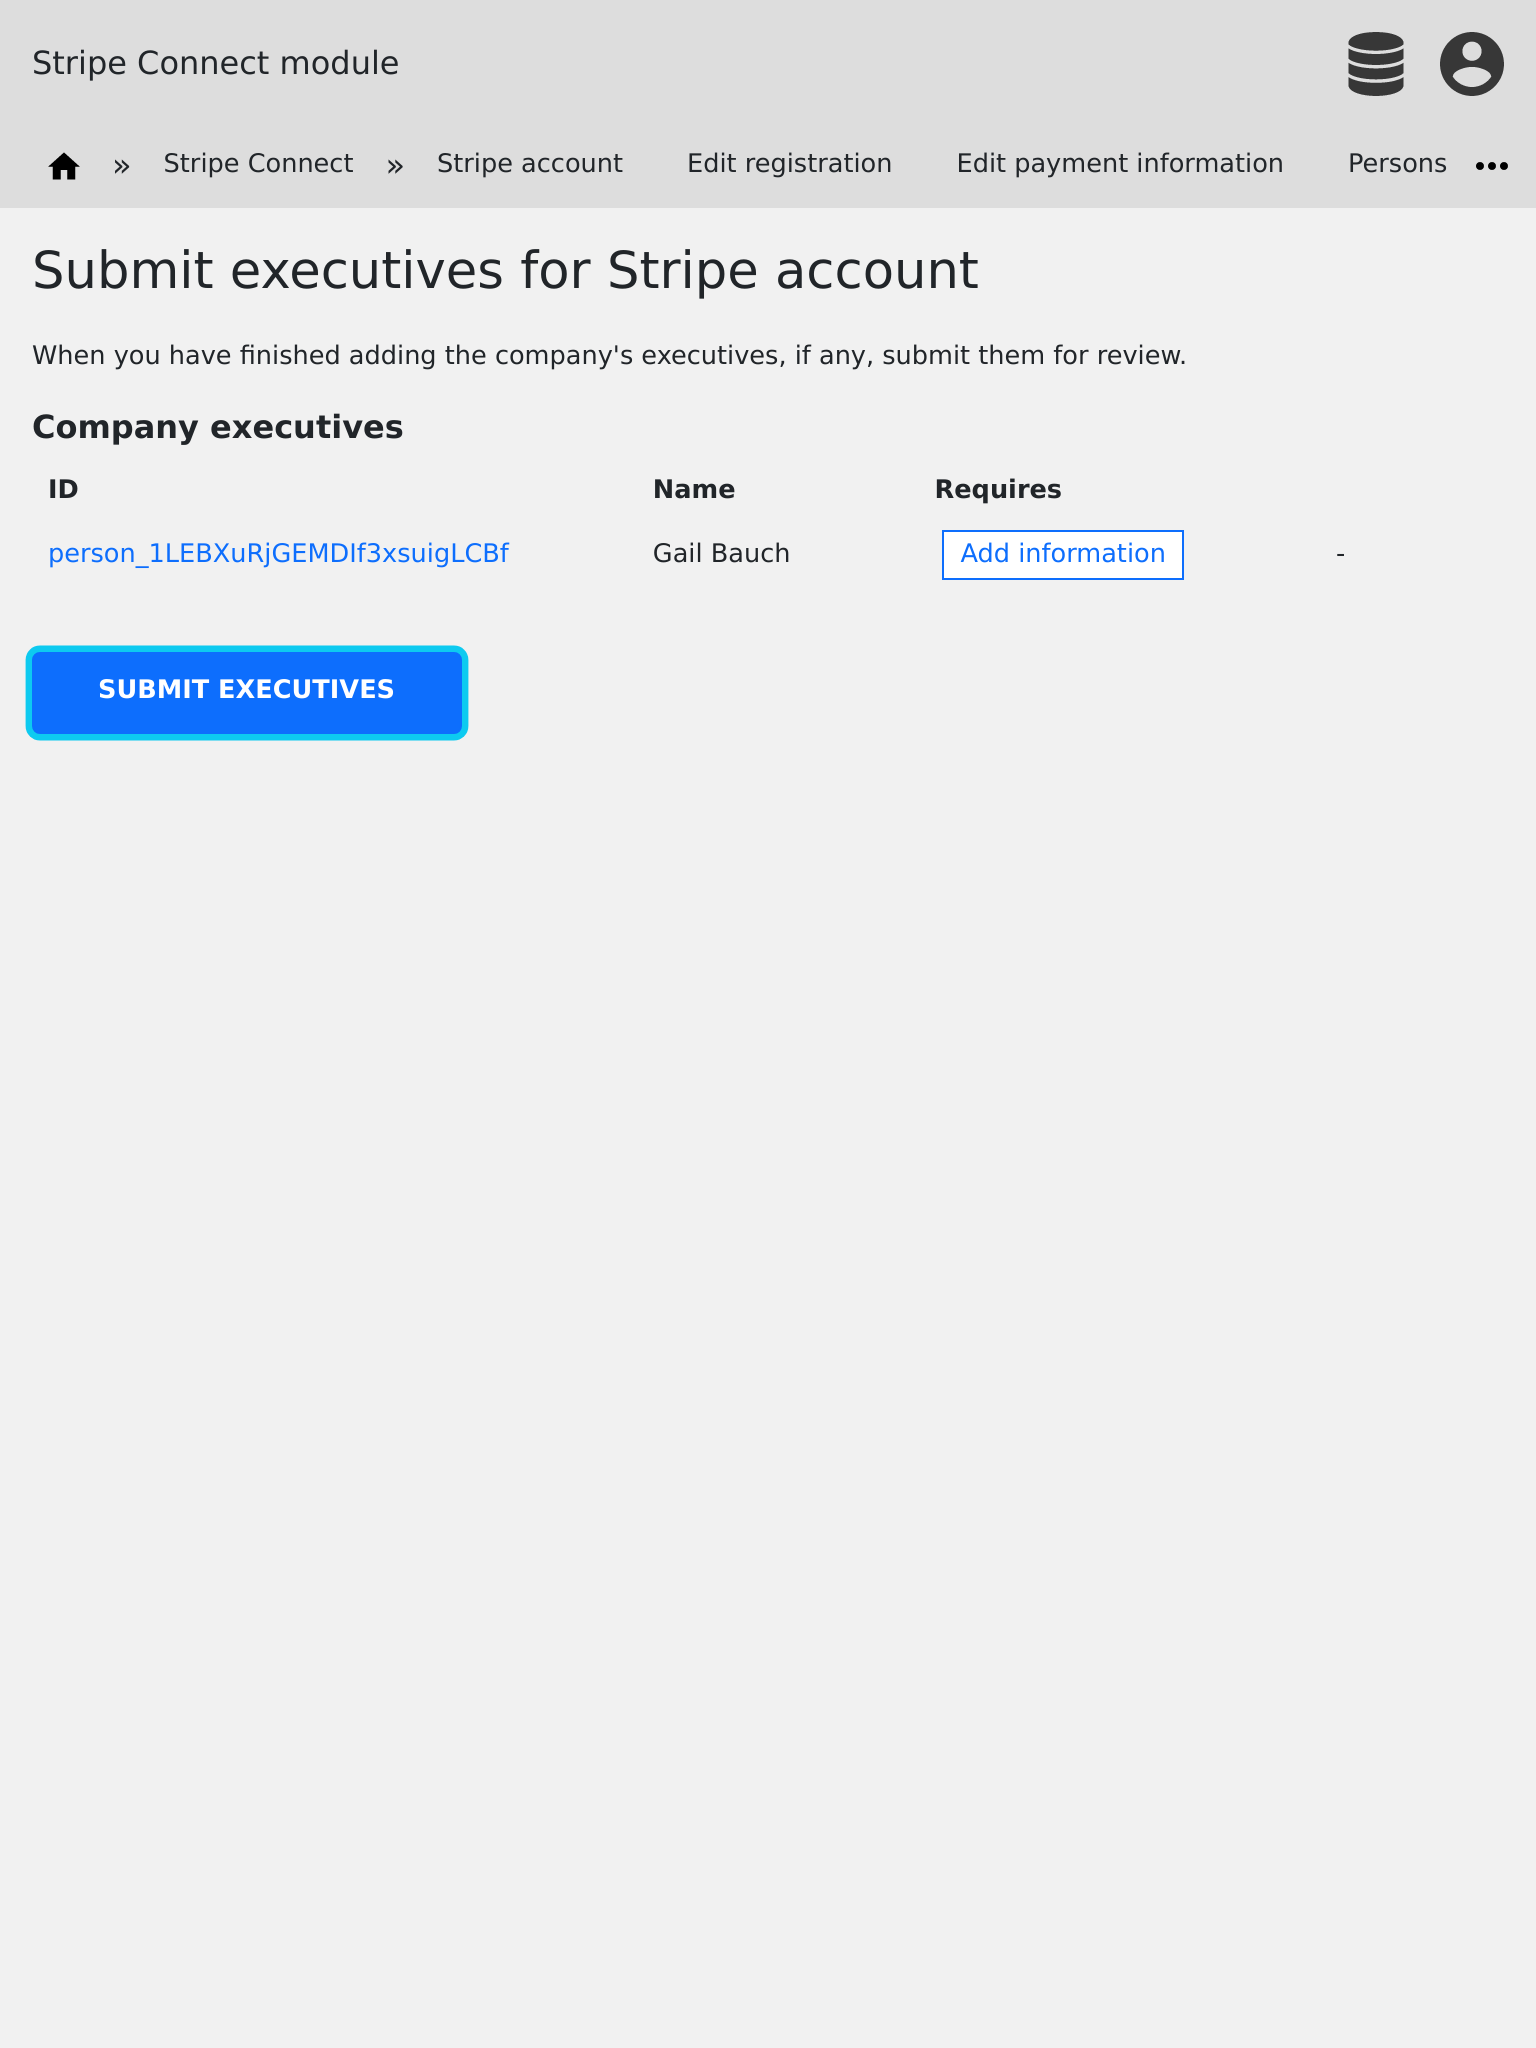 Stripe Connect module
» Stripe Connect » Stripe account Edit registration Edit payment information Persons
Submit executives for Stripe account
When you have finished adding the company's executives, if any, submit them for review.
Company executives
ID Name Requires
person_1LEBXuRjGEMDIf3xsuigLCBf Gail Bauch Add information -
SUBMIT EXECUTIVES